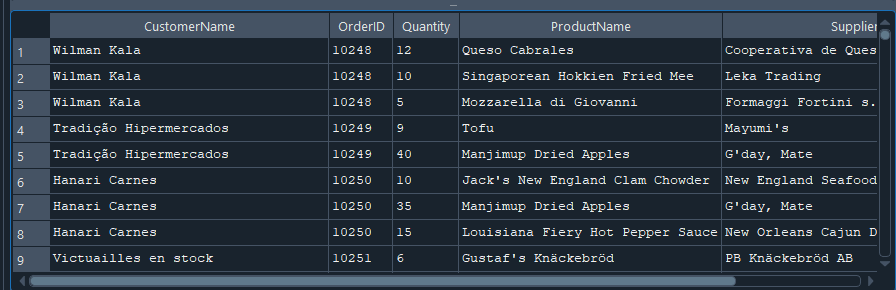 CustomerName OrderID Quantity ProductName Supplier
1 Wilman Kala 10248 12 Queso Cabrales Cooperativa de Ques
2 Wilman Kala 10248 10 Singaporean Hokkien Fried Mee Leka Trading
3 Wilman Kala 10248 5 Mozzarella di Giovanni Formaggi Fortini s.
4 Tradição Hipermercados 10249 9 Tofu Mayumi's
5 Tradição Hipermercados 10249 40 Manjimup Dried Apples G'day, Mate
6 Hanari Carnes 10250 10 Jack's New England Clam Chowder New England Seafood
7 Hanari Carnes 10250 35 Manjimup Dried Apples G'day, Mate
8 Hanari Carnes 10250 15 Louisiana Fiery Hot Pepper Sauce New Orleans Cajun D
9 Victuailles en stock 10251 6 Gustaf's Knäckebröd PB Knäckebröd AB